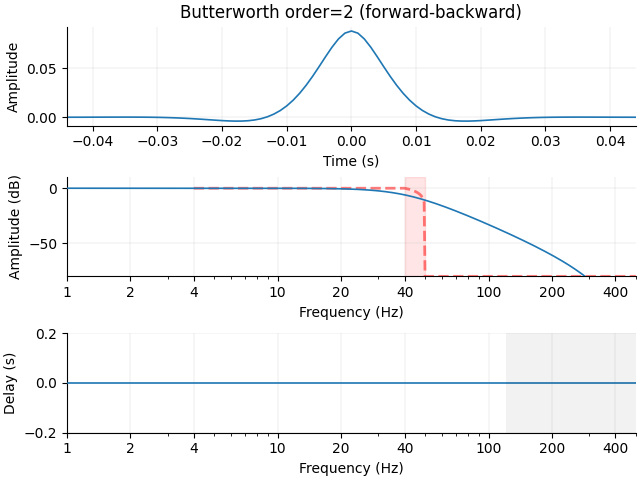 Butterworth order=2 (forward-backward)
Amplitude
0.05
0.00
−0.04 −0.03 −0.02 −0.01 0.00 0.01 0.02 0.03 0.04
Time (s)
Amplitude (dB)
0
−50
1 2 4 10 20 40 100 200 400
Frequency (Hz)
Delay (s)
0.2
0.0
−0.2
1 2 4 10 20 40 100 200 400
Frequency (Hz)